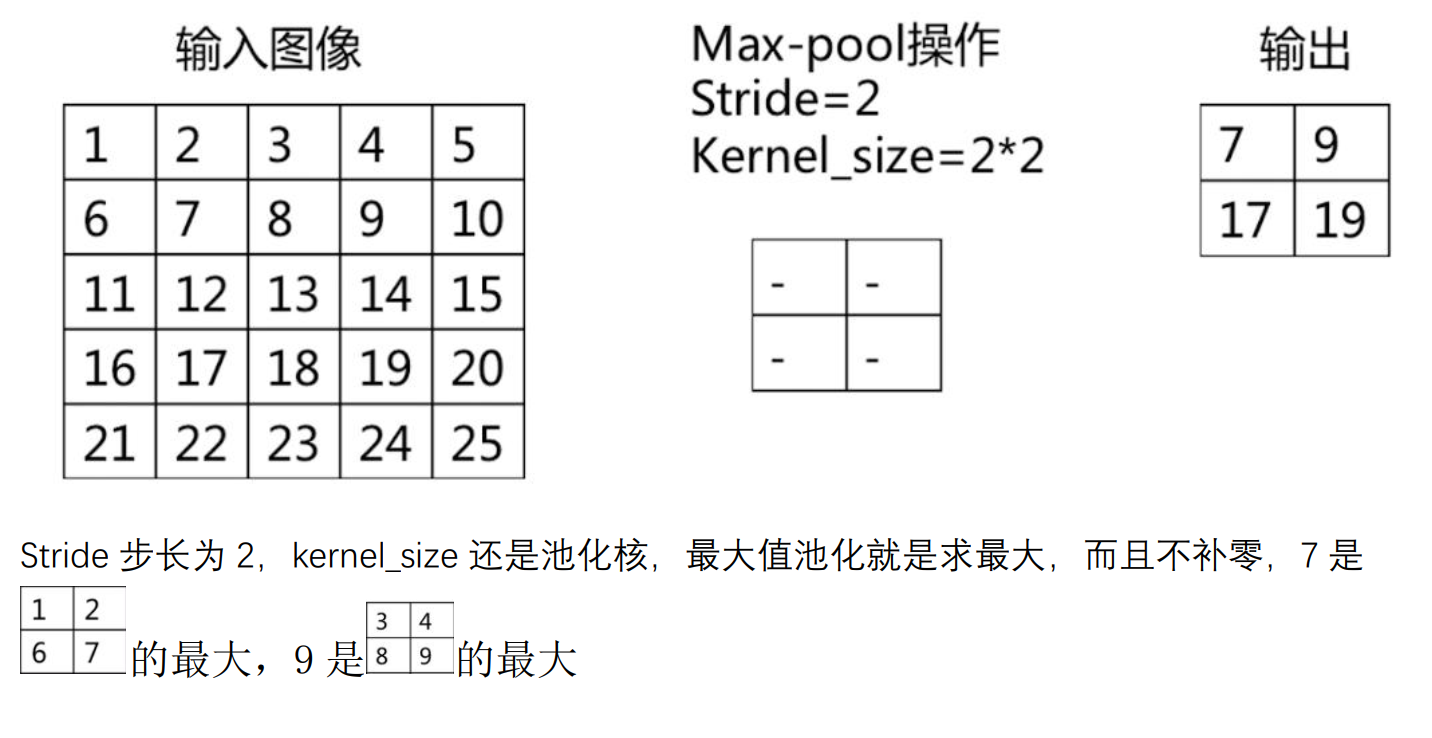 输入图像
Max-pool操作
输出
Stride=2
Kernel_size=2*2
1 2 3 4 5
6 7 8 9 10
11 12 13 14 15
16 17 18 19 20
21 22 23 24 25
- -
- -
7 9
17 19
Stride 步长为 2，kernel_size 还是池化核，最大值池化就是求最大，而且不补零，7 是
1 2
6 7
的最大，9 是
3 4
8 9
的最大